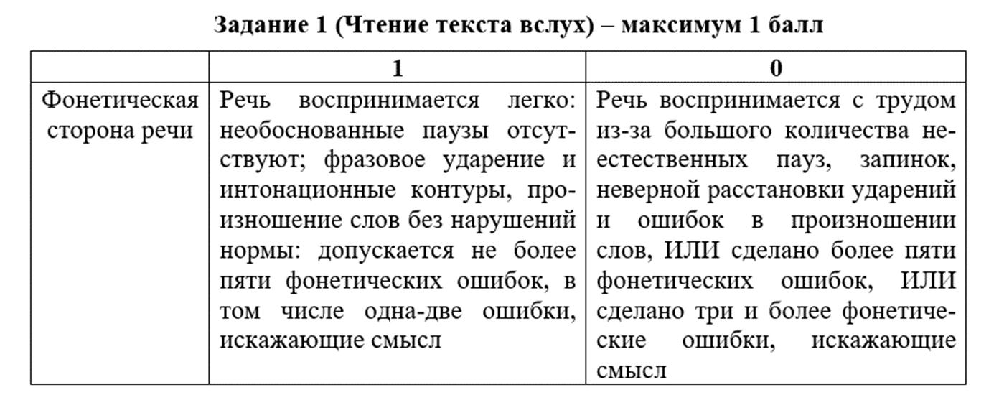 Задание 1 (Чтение текста вслух) – максимум 1 балл
1
0
Фонетическая
сторона речи
Речь воспринимается легко:
необоснованные паузы отсут-
ствуют; фразовое ударение и
интонационные контуры, про-
изношение слов без нарушений
нормы: допускается не более
пяти фонетических ошибок, в
том числе одна-две ошибки,
искажающие смысл
Речь воспринимается с трудом
из-за большого количества не-
естественных пауз, запинок,
неверной расстановки ударений
и ошибок в произношении
слов, ИЛИ сделано более пяти
фонетических ошибок, ИЛИ
сделано три и более фонетиче-
ские ошибки, искажающие
смысл